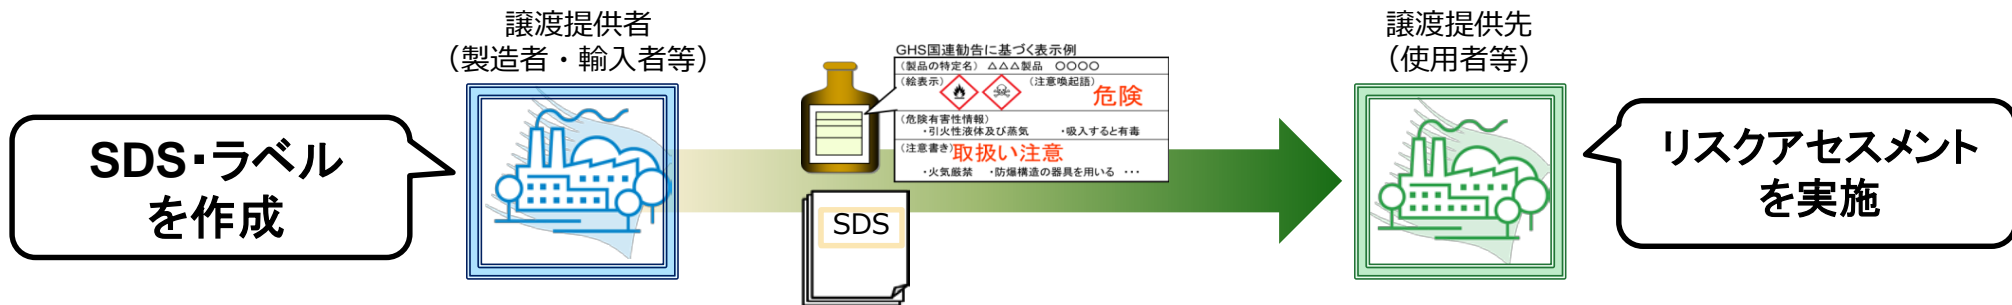 譲渡提供者
（製造者・輸入者等）
SDS・ラベル
を作成
GHS国連勧告に基づく表示例
（製品の特定名） △△△製品 ○○○○
（絵表示）
（注意喚起語）
危険
（危険有害性情報）
・引火性液体及び蒸気 ・吸入すると有毒
（注意書き）取扱い注意
・火気厳禁 ・防爆構造の器具を用いる ・・・
SDS
譲渡提供先
（使用者等）
リスクアセスメント
を実施